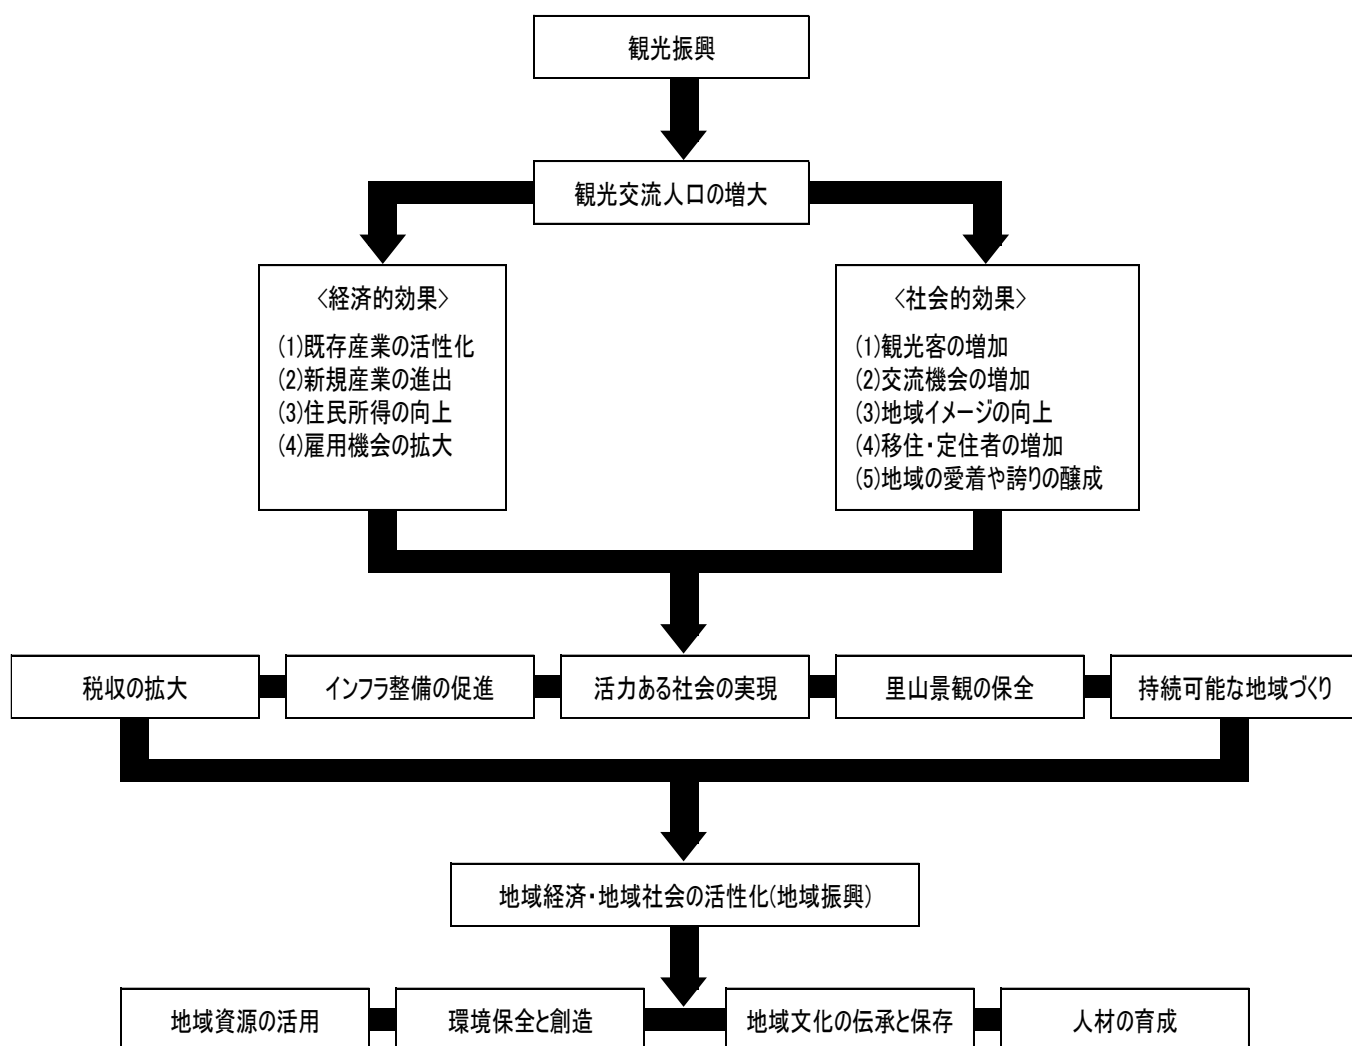 観光振興
観光交流人口の増大
〈経済的効果〉
(1)既存産業の活性化
(2)新規産業の進出
(3)住民所得の向上
(4)雇用機会の拡大
〈社会的効果〉
(1)観光客の増加
(2)交流機会の増加
(3)地域イメージの向上
(4)移住・定住者の増加
(5)地域の愛着や誇りの醸成
税収の拡大
インフラ整備の促進
活力ある社会の実現
里山景観の保全
持続可能な地域づくり
地域経済・地域社会の活性化(地域振興)
地域資源の活用
環境保全と創造
地域文化の伝承と保存
人材の育成